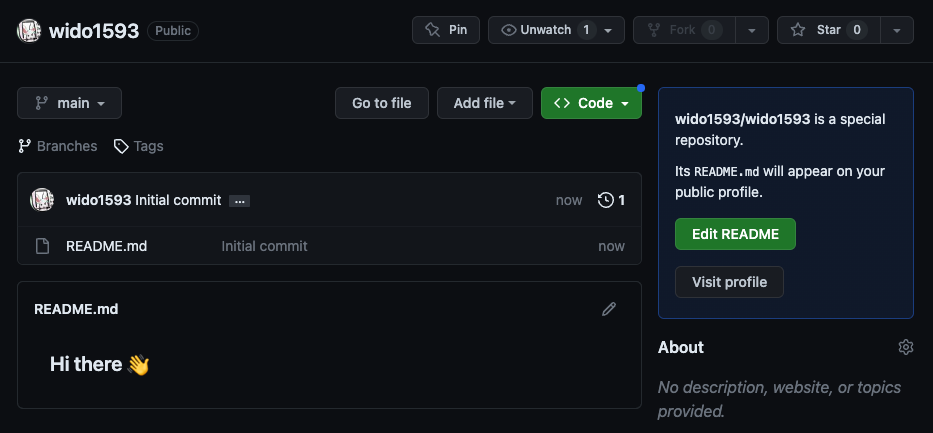 wido1593 Public
Pin
Unwatch 1
Fork 0
Star 0
main
Go to file
Add file
Code
Branches
Tags
wido1593 Initial commit ...
now
1
README.md
Initial commit
now
README.md
Hi there 👋
wido1593/wido1593 is a special
repository.
Its README.md will appear on your
public profile.
Edit README
Visit profile
About
No description, website, or topics
provided.